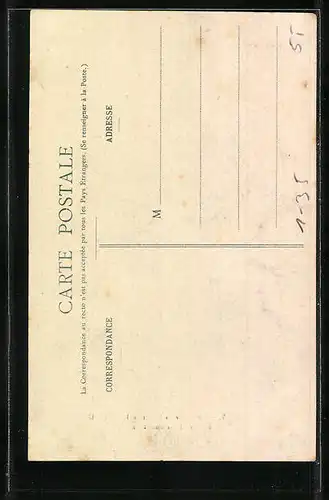 CARTE POSTALE
La Correspondance au recto n'est pas acceptée par tous les Pays Etrangers. (Se renseigner à la Poste.)
CORRESPONDANCE
ADRESSE
M
55
1-35